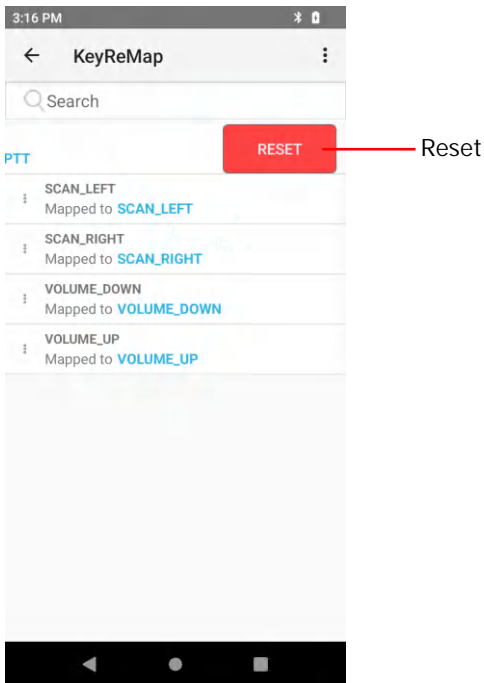 3:16 PM
KeyReMap
Search
PTT
RESET
Reset
SCAN_LEFT
Mapped to SCAN_LEFT
SCAN_RIGHT
Mapped to SCAN_RIGHT
VOLUME_DOWN
Mapped to VOLUME_DOWN
VOLUME_UP
Mapped to VOLUME_UP